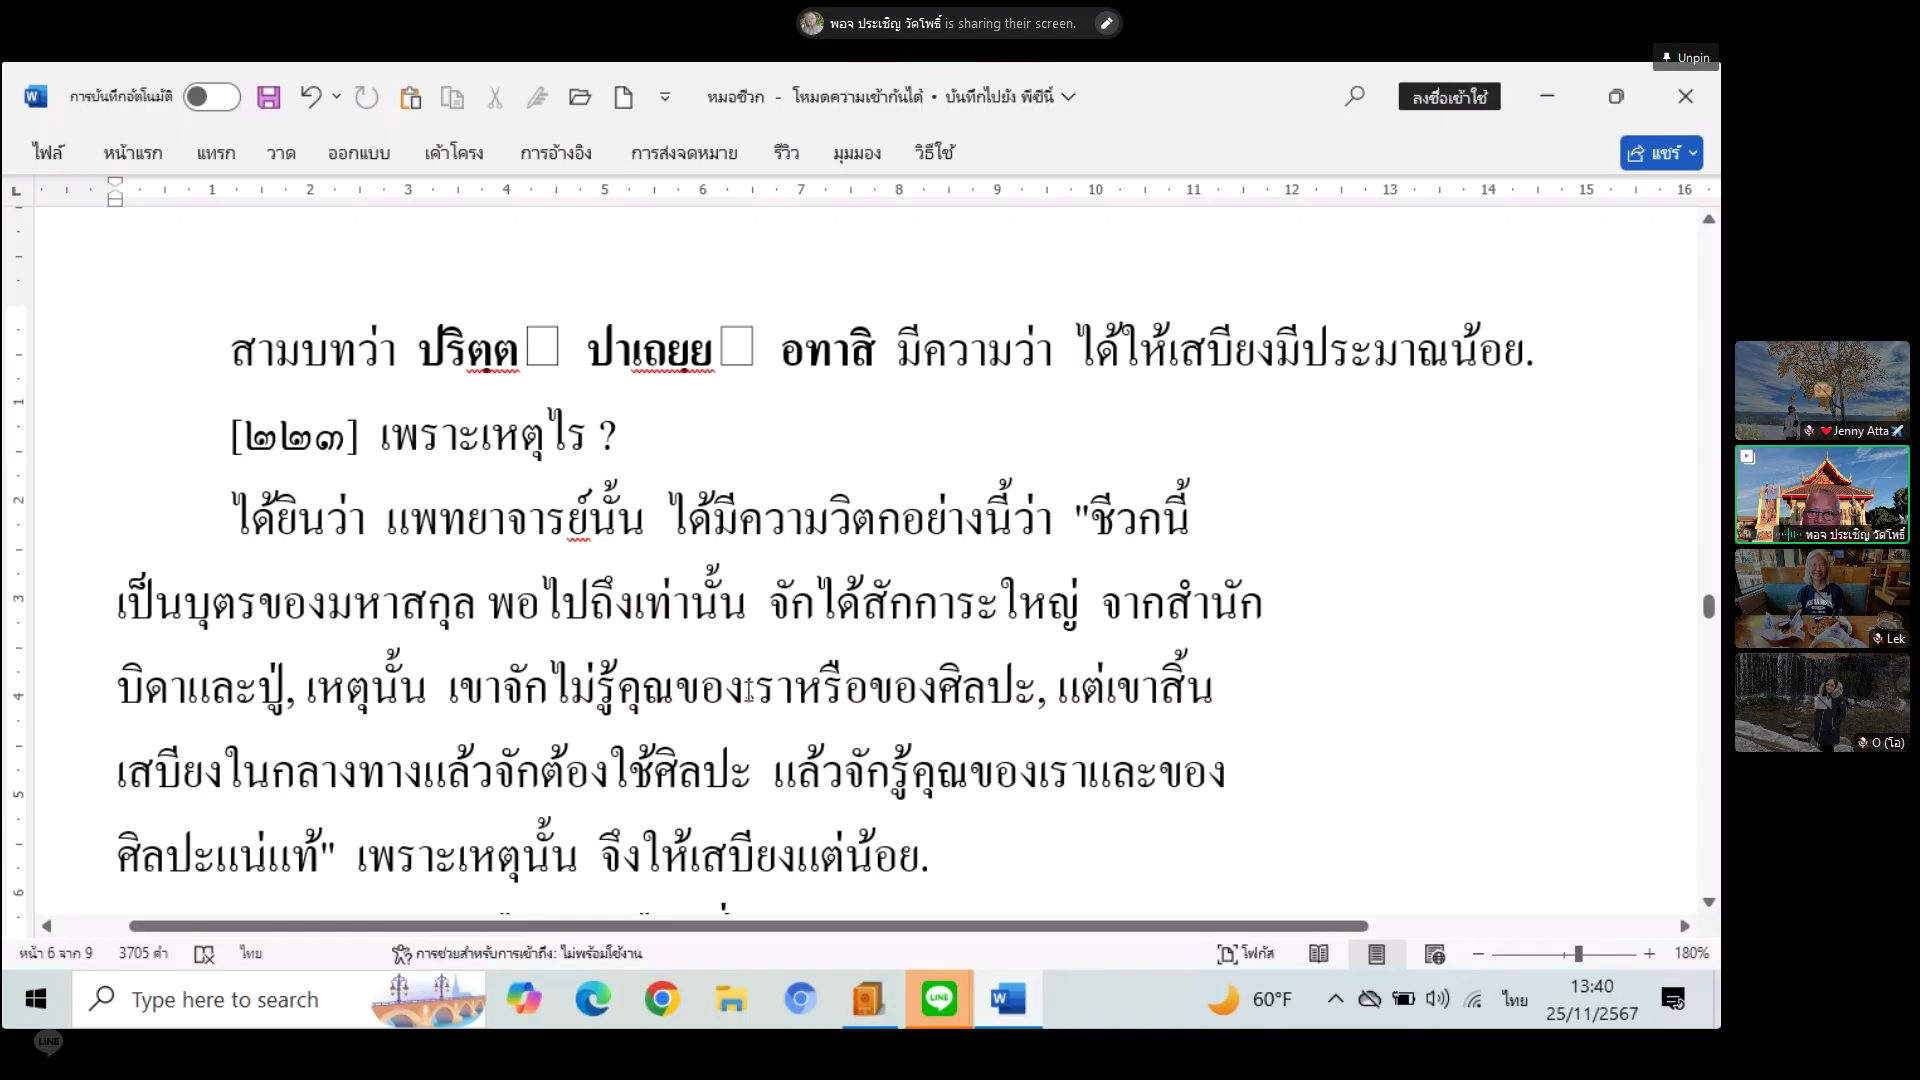 พอจ ประเชิญ วัดโพธิ์ is sharing their screen.
Unpin
การบันทึกอัตโนมัติ
หมอชีวก - โหมดความเข้ากันได้ • บันทึกไปยัง พีซีนี้
ลงชื่อเข้าใช้
ไฟล์ หน้าแรก แทรก วาด ออกแบบ เค้าโครง การอ้างอิง การส่งจดหมาย รีวิว มุมมอง วิธีใช้
แชร์
1 2 3 4 5 6 7 8 9 10 11 12 13 14 15 16
สามบทว่า ปริตฺต□ ปาเถยฺย□ อทาสิ มีความว่า ได้ให้เสบียงมีประมาณน้อย.
[๒๒๓] เพราะเหตุไร ?
ได้ยินว่า แพทยาจารย์นั้น ได้มีความวิตกอย่างนี้ว่า "ชีวกนี้
เป็นบุตรของมหาสกุล พอไปถึงเท่านั้น จักได้สักการะใหญ่ จากสำนัก
บิดาและปู่, เหตุนั้น เขาจักไม่รู้คุณของเราหรือของศิลปะ, แต่เขาสิ้น
เสบียงในกลางทางแล้วจักต้องใช้ศิลปะ แล้วจักรู้คุณของเราและของ
ศิลปะแน่แท้" เพราะเหตุนั้น จึงให้เสบียงแต่น้อย.
1
2
3
4
5
6
Jenny Atta
พอจ ประเชิญ วัดโพธิ์
Lek
O (โอ)
หน้า 6 จาก 9 3705 คำ ไทย การช่วยสำหรับการเข้าถึง: ไม่พร้อมใช้งาน โฟกัส 180%
Type here to search
LINE
60°F
ไทย
13:40
25/11/2567
LINE